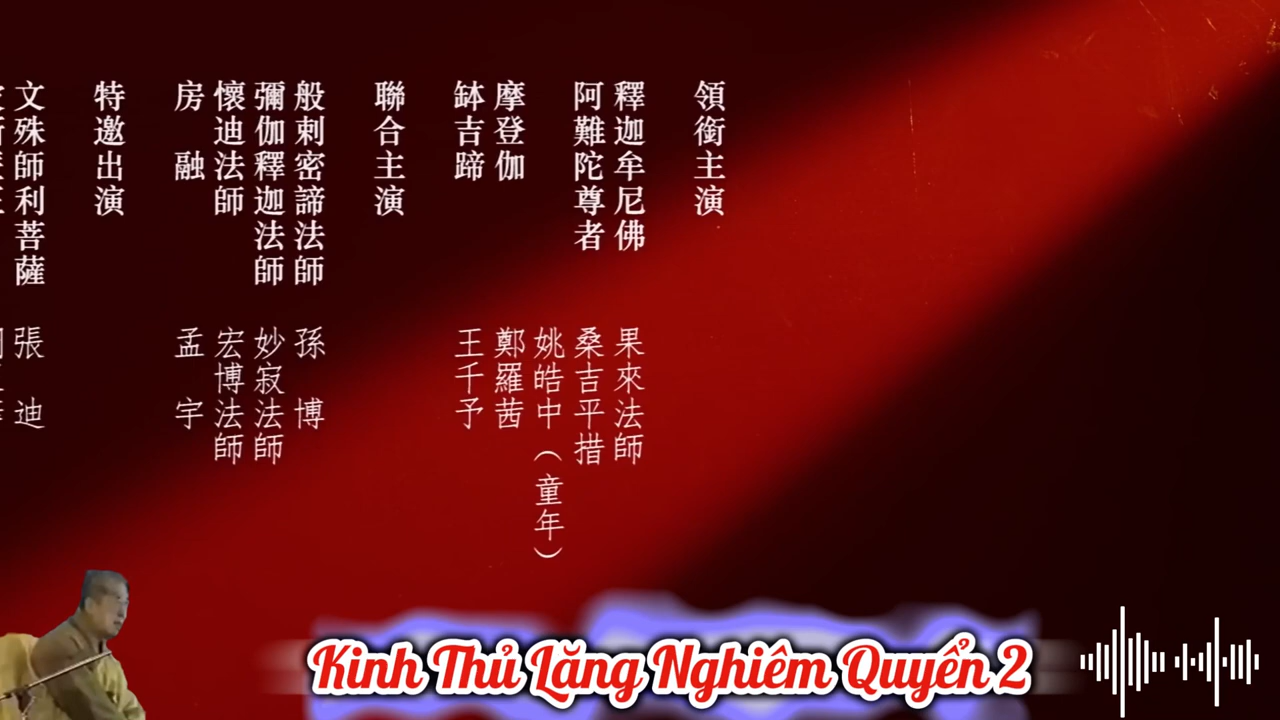 領銜主演
釋迦牟尼佛 果來法師
阿難陀尊者 桑吉平措
姚皓中（童年）
摩登伽 鄭羅茜
缽吉蹄 王千予
聯合主演
般剌密諦法師 孫博
彌伽釋迦法師 妙寂法師
懷迪法師 宏博法師
房融 孟宇
特邀出演
文殊師利菩薩 張迪
Kinh Thủ Lăng Nghiêm Quyển 2